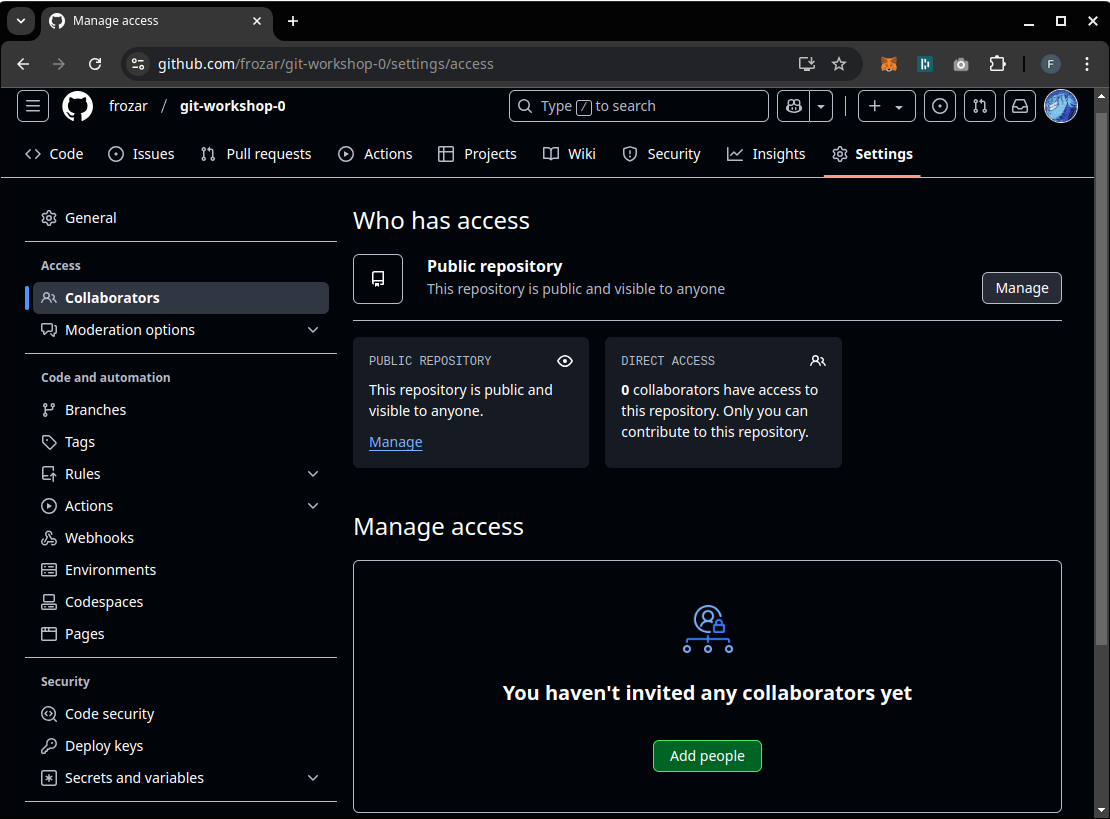 Manage access
github.com/frozar/git-workshop-0/settings/access
F
frozar / git-workshop-0
Type / to search
Code Issues Pull requests Actions Projects Wiki Security Insights Settings
General
Access
Collaborators
Moderation options
Code and automation
Branches
Tags
Rules
Actions
Webhooks
Environments
Codespaces
Pages
Security
Code security
Deploy keys
Secrets and variables
Who has access
Public repository
This repository is public and visible to anyone
Manage
PUBLIC REPOSITORY
This repository is public and
visible to anyone.
Manage
DIRECT ACCESS
0 collaborators have access to
this repository. Only you can
contribute to this repository.
Manage access
You haven't invited any collaborators yet
Add people